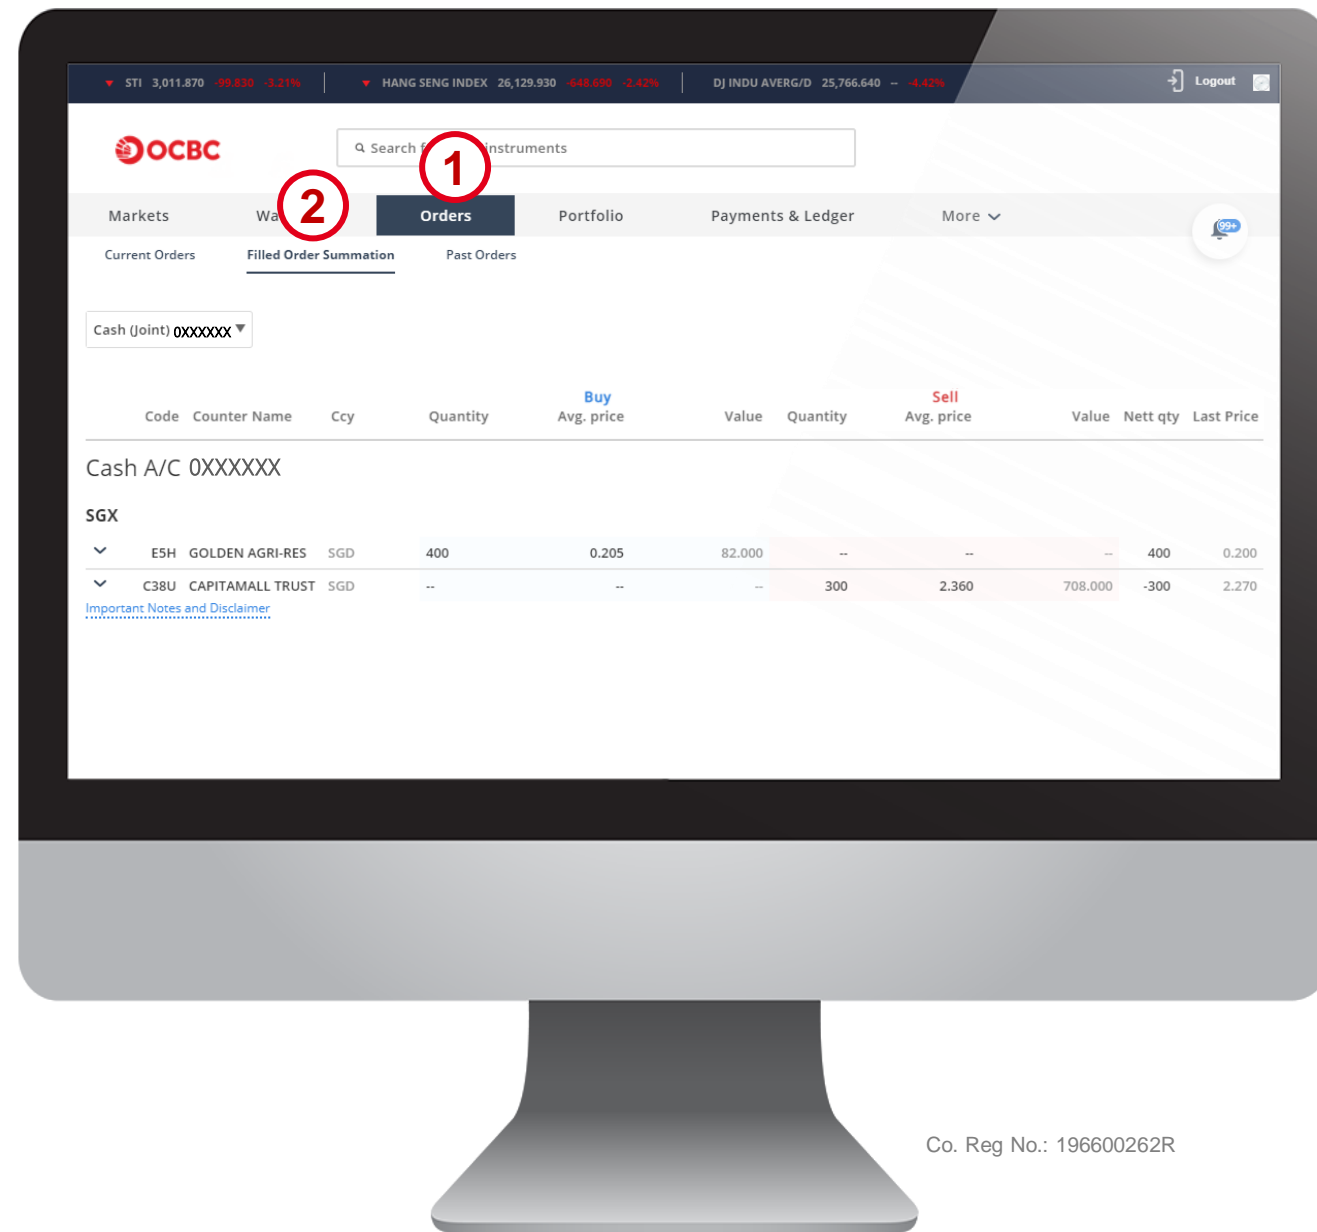 STI 3,011.870 -99.830 -3.21% HANG SENG INDEX 26,129.930 -648.690 -2.42% DJ INDU AVERG/D 25,766.640 -- -4.42% Logout
OCBC Search instruments
1
2
Markets Orders Portfolio Payments & Ledger More
99+
Current Orders Filled Order Summation Past Orders
Cash (Joint) 0XXXXXX
Buy Sell
Code Counter Name Ccy Quantity Avg. price Value Quantity Avg. price Value Nett qty Last Price
Cash A/C 0XXXXXX
SGX
E5H GOLDEN AGRI-RES SGD 400 0.205 82.000 -- -- -- 400 0.200
C38U CAPITAMALL TRUST SGD -- -- -- 300 2.360 708.000 -300 2.270
Important Notes and Disclaimer
Co. Reg No.: 196600262R